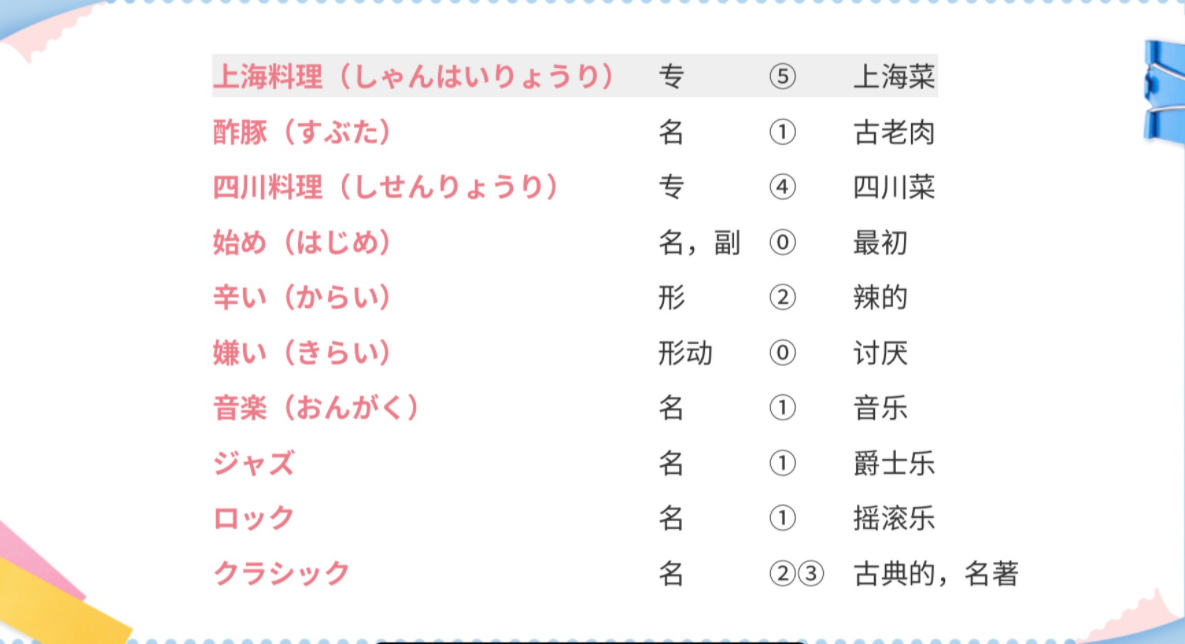 上海料理（しゃんはいりょうり） 专 ⑤ 上海菜
酢豚（すぶた） 名 ① 古老肉
四川料理（しせんりょうり） 专 ④ 四川菜
始め（はじめ） 名，副 ⓪ 最初
辛い（からい） 形 ② 辣的
嫌い（きらい） 形动 ⓪ 讨厌
音楽（おんがく） 名 ① 音乐
ジャズ 名 ① 爵士乐
ロック 名 ① 摇滚乐
クラシック 名 ②③ 古典的，名著